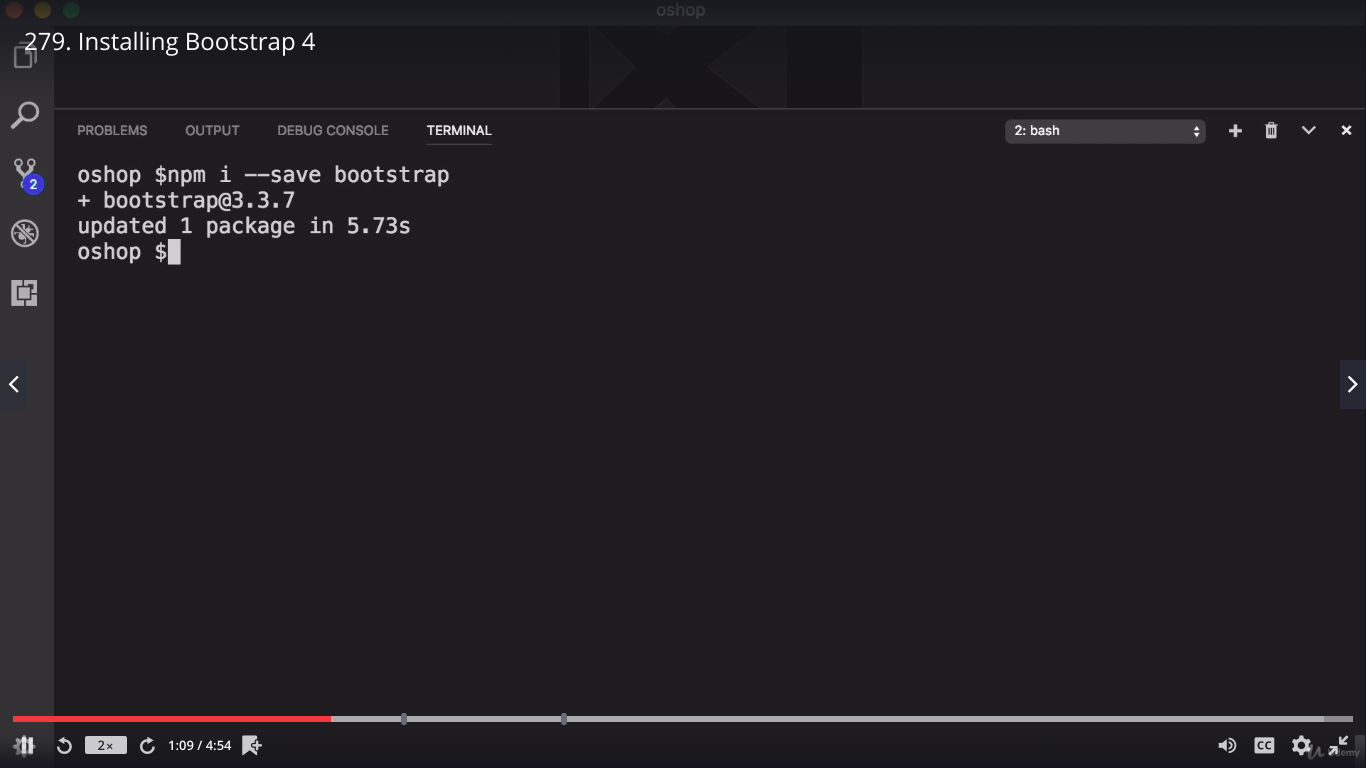 oshop
279. Installing Bootstrap 4
PROBLEMS OUTPUT DEBUG CONSOLE TERMINAL 2: bash
2
oshop $npm i --save bootstrap
+ bootstrap@3.3.7
updated 1 package in 5.73s
oshop $
2× 1:09 / 4:54 CC